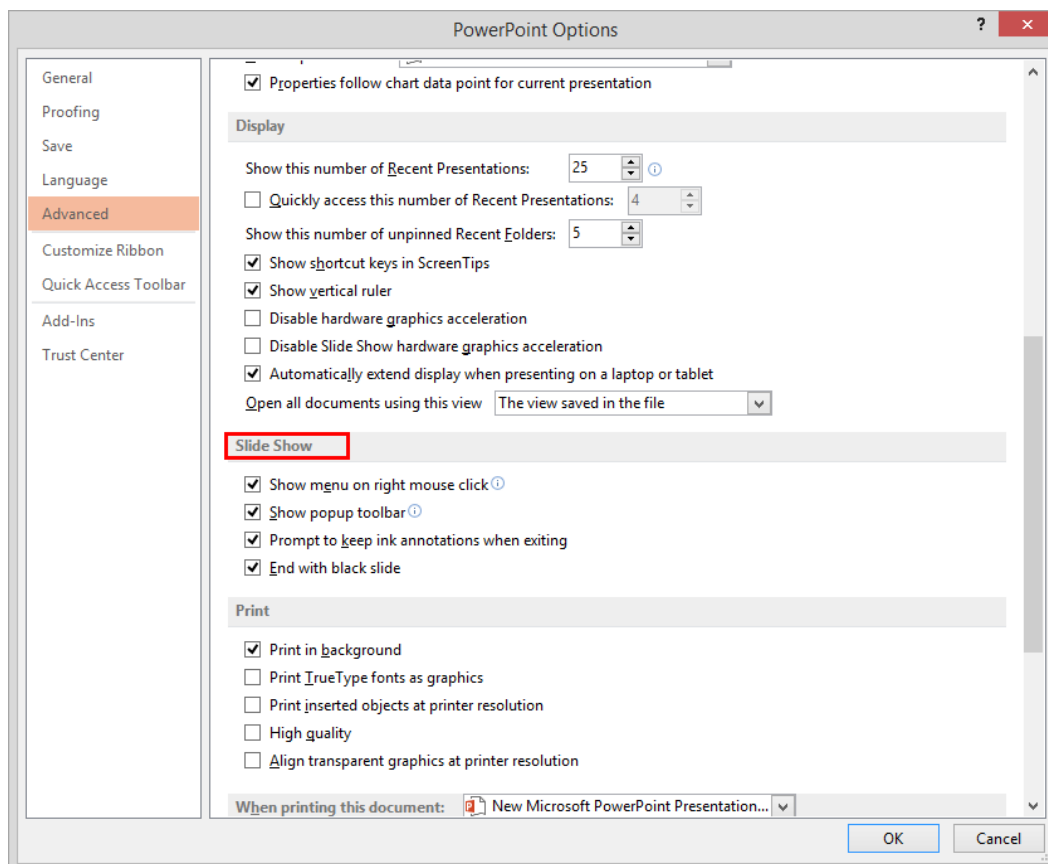 PowerPoint Options
?
General
Proofing
Save
Language
Advanced
Customize Ribbon
Quick Access Toolbar
Add-Ins
Trust Center
Properties follow chart data point for current presentation
Display
Show this number of Recent Presentations: 25
Quickly access this number of Recent Presentations: 4
Show this number of unpinned Recent Folders: 5
Show shortcut keys in ScreenTips
Show vertical ruler
Disable hardware graphics acceleration
Disable Slide Show hardware graphics acceleration
Automatically extend display when presenting on a laptop or tablet
Open all documents using this view The view saved in the file
Slide Show
Show menu on right mouse click
Show popup toolbar
Prompt to keep ink annotations when exiting
End with black slide
Print
Print in background
Print TrueType fonts as graphics
Print inserted objects at printer resolution
High quality
Align transparent graphics at printer resolution
When printing this document: New Microsoft PowerPoint Presentation...
OK Cancel